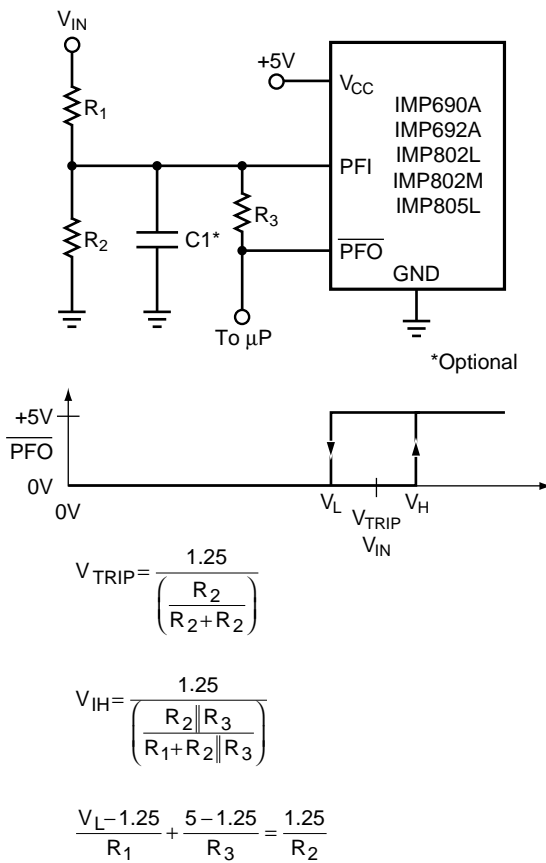 V_IN
+5V
V_CC
R_1
IMP690A
IMP692A
IMP802L
IMP802M
IMP805L
PFI
R_3
R_2
C1*
P̅F̅O̅
GND
To μP
*Optional
+5V
P̅F̅O̅
0V
0V
V_L
V_TRIP
V_H
V_IN
V_TRIP = 1.25 / (R_2 / (R_2 + R_2))
V_IH = 1.25 / (R_2||R_3 / (R_1 + R_2||R_3))
(V_L – 1.25) / R_1 + (5 – 1.25) / R_3 = 1.25 / R_2